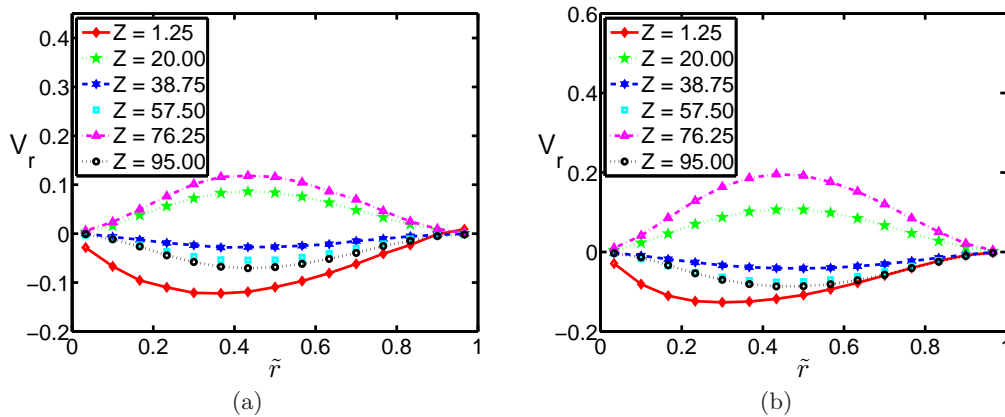 0.4
0.3
0.2
0.1
0
−0.1
−0.2
V_r
Z = 1.25
Z = 20.00
Z = 38.75
Z = 57.50
Z = 76.25
Z = 95.00
0 0.2 0.4 0.6 0.8 1
r̃
(a)
0.6
0.4
0.2
0
−0.2
V_r
Z = 1.25
Z = 20.00
Z = 38.75
Z = 57.50
Z = 76.25
Z = 95.00
0 0.2 0.4 0.6 0.8 1
r̃
(b)